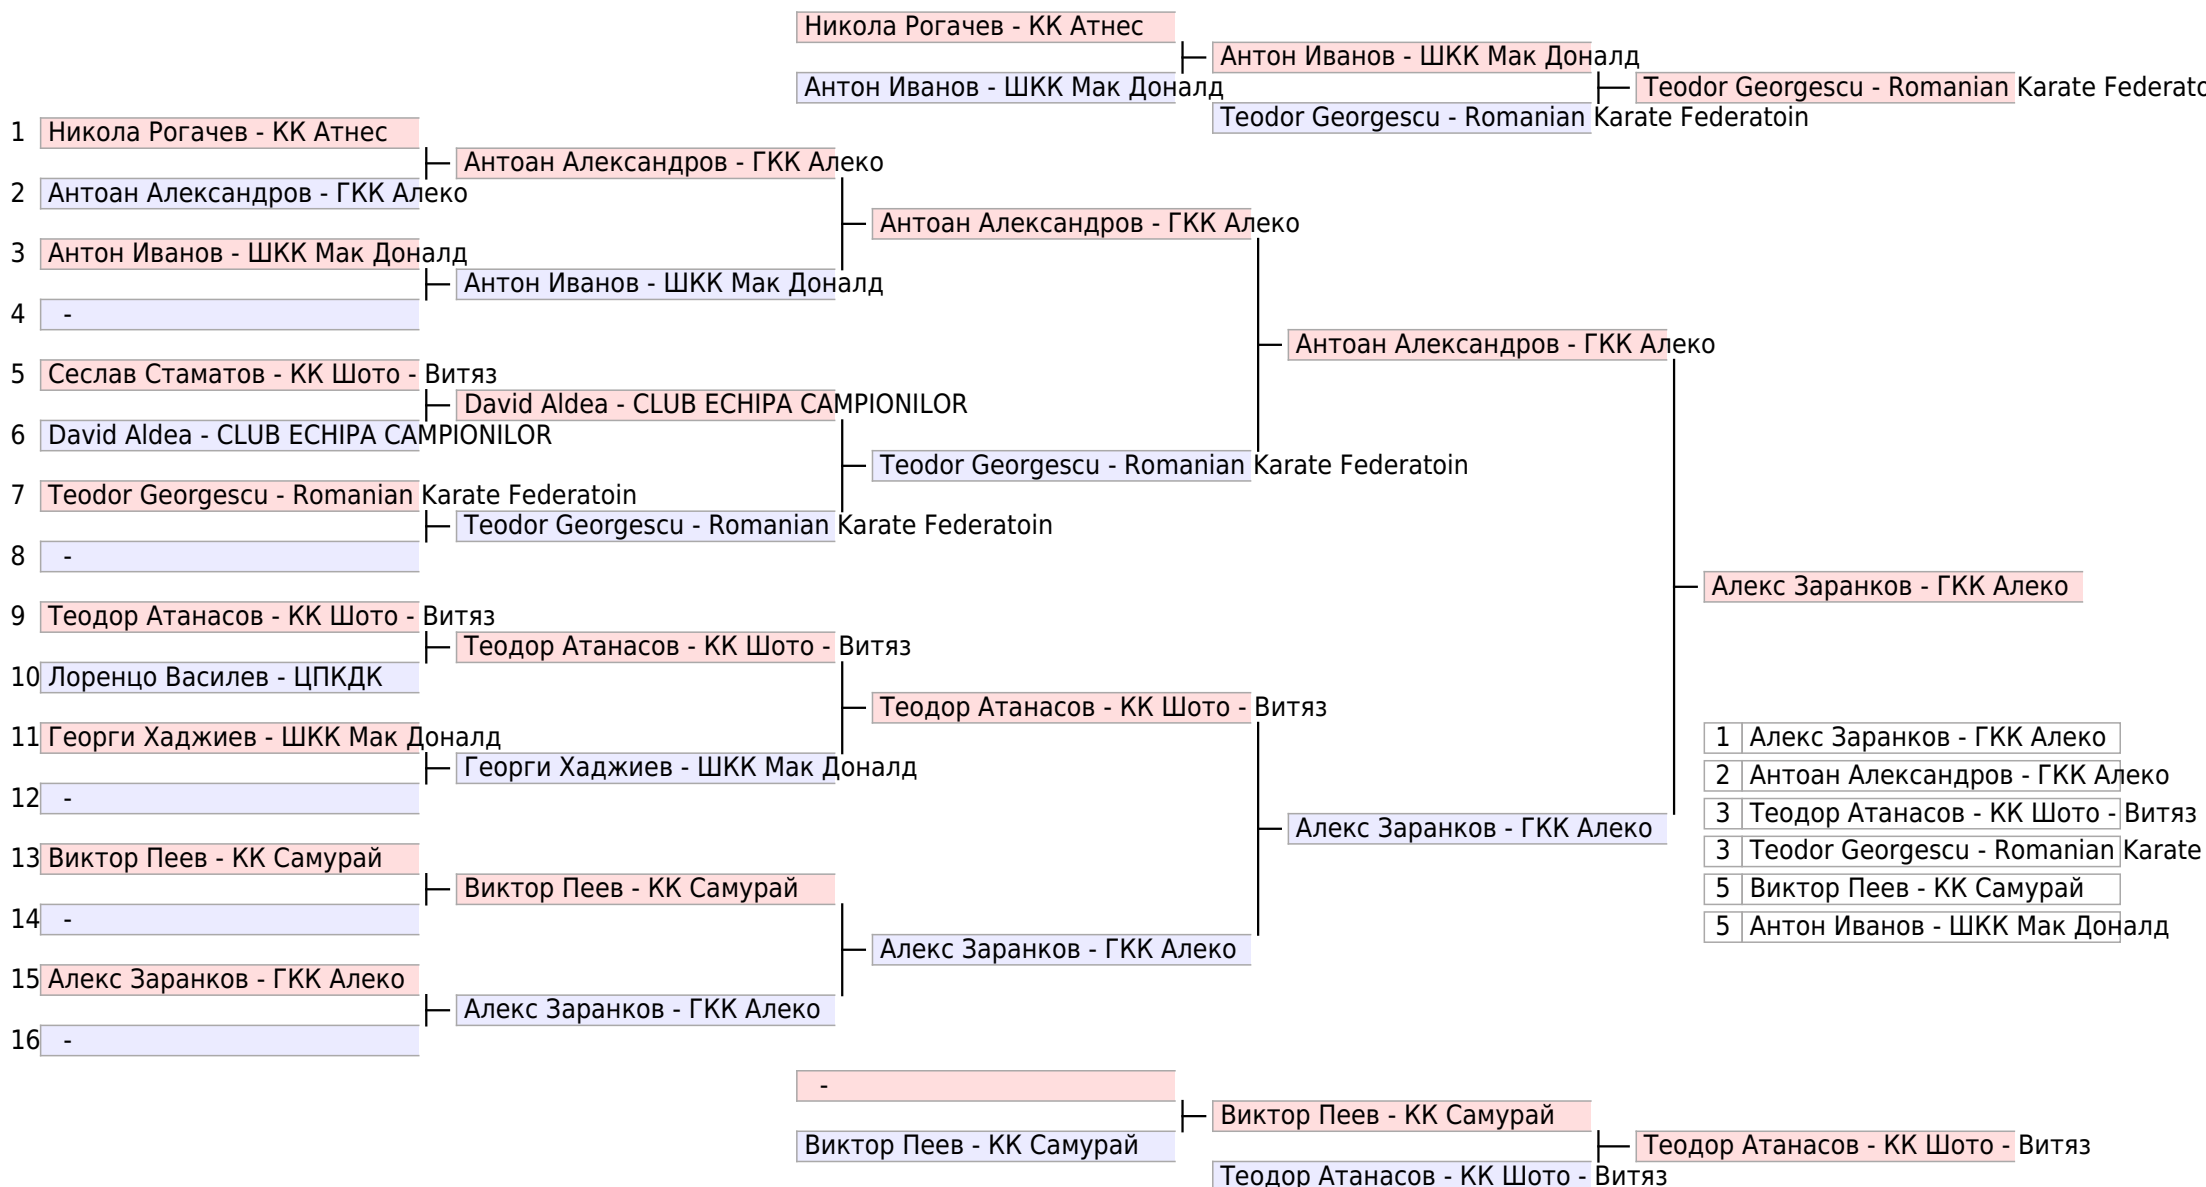 Никола Рогачев - КК Атнес
Антон Иванов - ШКК Мак Доналд
Антон Иванов - ШКК Мак Доналд
Teodor Georgescu - Romanian Karate Federato
Teodor Georgescu - Romanian Karate Federatoin
1 Никола Рогачев - КК Атнес
Антоан Александров - ГКК Алеко
2 Антоан Александров - ГКК Алеко
Антоан Александров - ГКК Алеко
3 Антон Иванов - ШКК Мак Доналд
Антон Иванов - ШКК Мак Доналд
4 -
Антоан Александров - ГКК Алеко
5 Сеслав Стаматов - КК Шото - Витяз
David Aldea - CLUB ECHIPA CAMPIONILOR
6 David Aldea - CLUB ECHIPA CAMPIONILOR
Teodor Georgescu - Romanian Karate Federatoin
7 Teodor Georgescu - Romanian Karate Federatoin
Teodor Georgescu - Romanian Karate Federatoin
8 -
Алекс Заранков - ГКК Алеко
9 Теодор Атанасов - КК Шото - Витяз
Теодор Атанасов - КК Шото - Витяз
10 Лоренцо Василев - ЦПКДК
Теодор Атанасов - КК Шото - Витяз
11 Георги Хаджиев - ШКК Мак Доналд
Георги Хаджиев - ШКК Мак Доналд
12 -
Алекс Заранков - ГКК Алеко
13 Виктор Пеев - КК Самурай
Виктор Пеев - КК Самурай
14 -
Алекс Заранков - ГКК Алеко
15 Алекс Заранков - ГКК Алеко
Алекс Заранков - ГКК Алеко
16 -
1 Алекс Заранков - ГКК Алеко
2 Антоан Александров - ГКК Алеко
3 Теодор Атанасов - КК Шото - Витяз
3 Teodor Georgescu - Romanian Karate
5 Виктор Пеев - КК Самурай
5 Антон Иванов - ШКК Мак Доналд
-
Виктор Пеев - КК Самурай
Виктор Пеев - КК Самурай
Теодор Атанасов - КК Шото - Витяз
Теодор Атанасов - КК Шото - Витяз